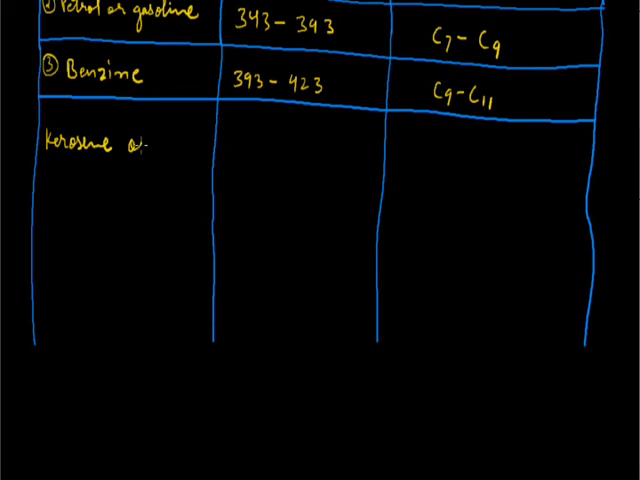 ② Petrol or gasoline 343 - 393 C7 - C9
③ Benzine 393 - 423 C9 - C11
Kerosene o